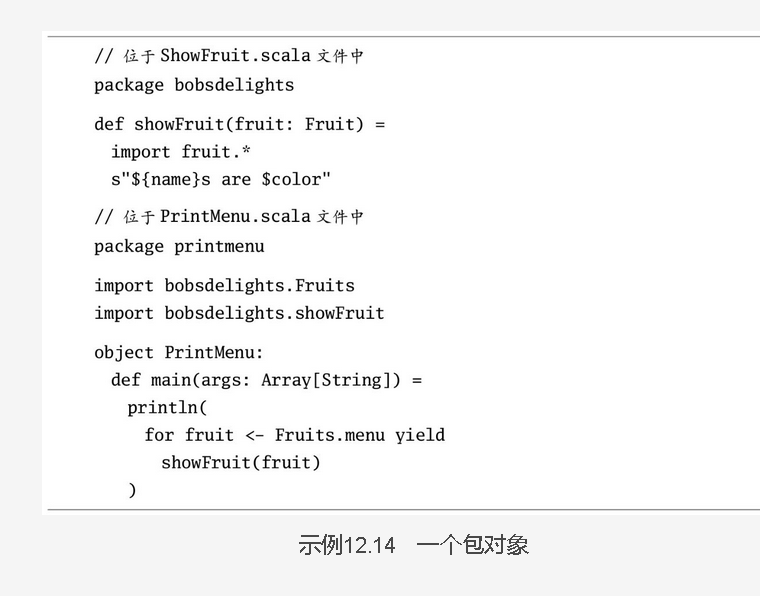 // 位于 ShowFruit.scala 文件中
package bobsdelights
def showFruit(fruit: Fruit) =
  import fruit.*
  s"${name}s are $color"
// 位于 PrintMenu.scala 文件中
package printmenu
import bobsdelights.Fruits
import bobsdelights.showFruit
object PrintMenu:
  def main(args: Array[String]) =
    println(
      for fruit <- Fruits.menu yield
        showFruit(fruit)
    )
示例12.14 一个包对象